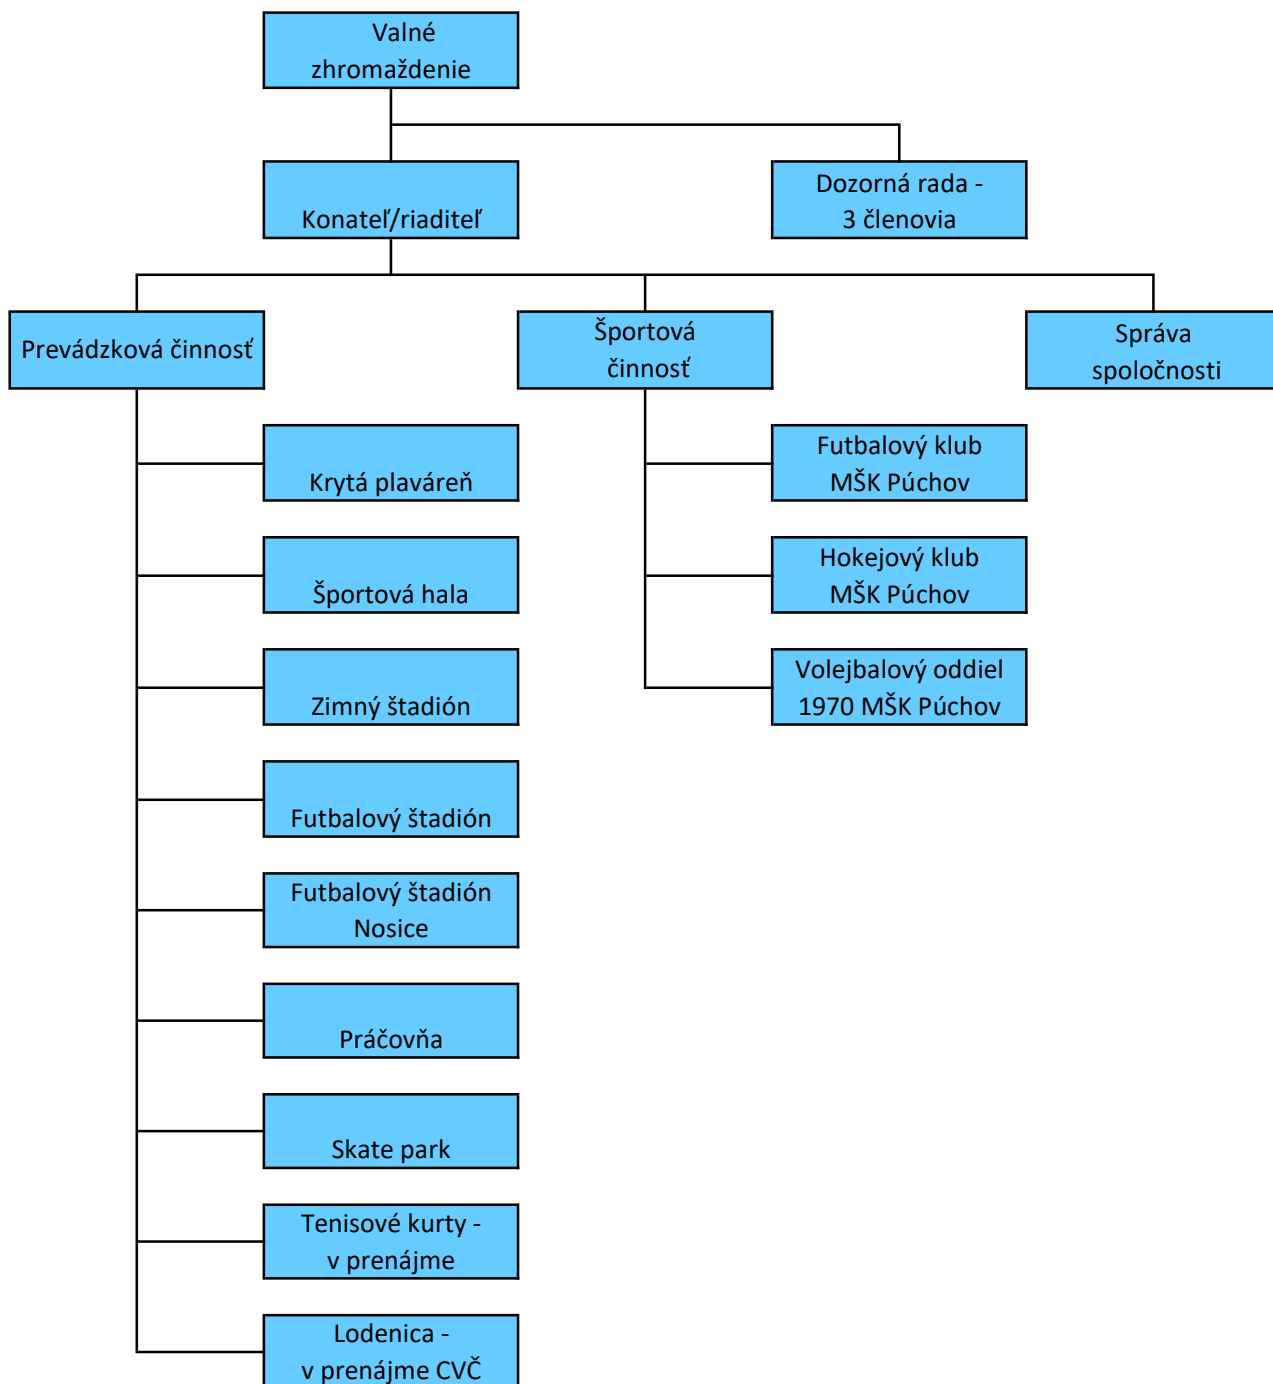 Valné
zhromaždenie
Konateľ/riaditeľ
Dozorná rada -
3 členovia
Prevádzková činnosť
Športová
činnosť
Správa
spoločnosti
Krytá plaváreň
Športová hala
Zimný štadión
Futbalový štadión
Futbalový štadión
Nosice
Práčovňa
Skate park
Tenisové kurty -
v prenájme
Lodenica -
v prenájme CVČ
Futbalový klub
MŠK Púchov
Hokejový klub
MŠK Púchov
Volejbalový oddiel
1970 MŠK Púchov